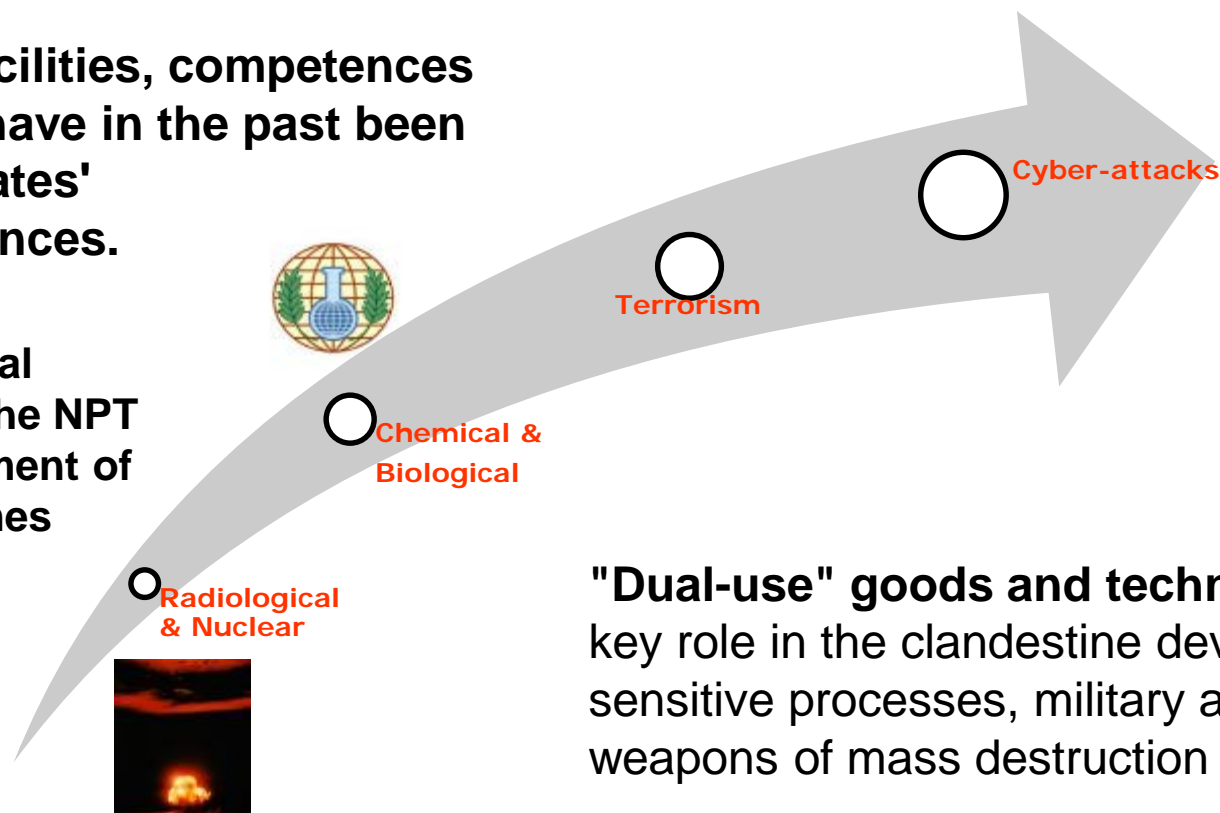 cilities, competences
have in the past been
ates'
nces.
al
he NPT
ment of
nes
Cyber-attacks
Terrorism
Chemical &
Biological
Radiological
& Nuclear
"Dual-use" goods and techn
key role in the clandestine dev
sensitive processes, military a
weapons of mass destruction